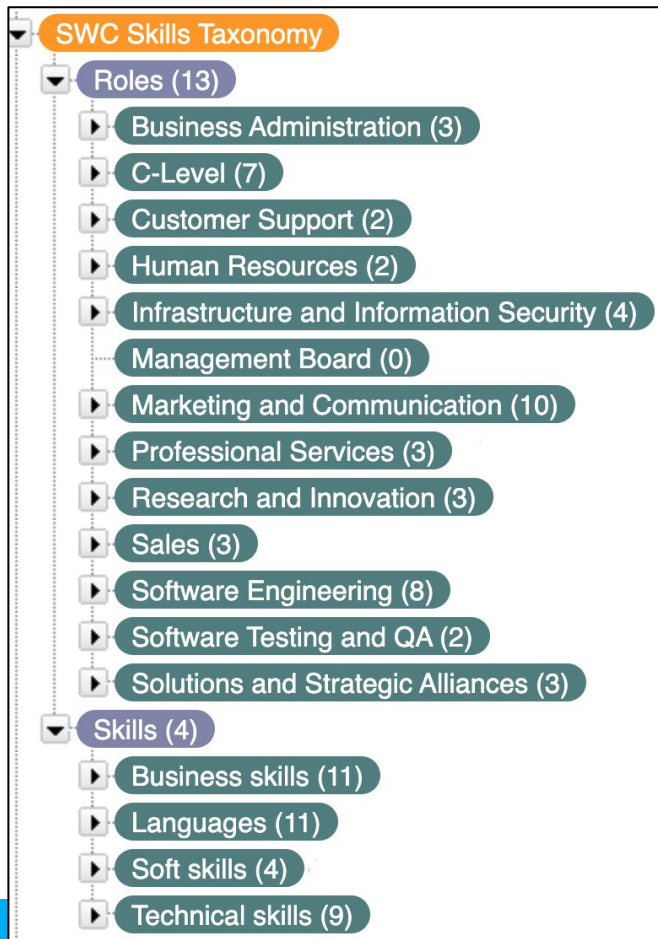 SWC Skills Taxonomy
Roles (13)
Business Administration (3)
C-Level (7)
Customer Support (2)
Human Resources (2)
Infrastructure and Information Security (4)
Management Board (0)
Marketing and Communication (10)
Professional Services (3)
Research and Innovation (3)
Sales (3)
Software Engineering (8)
Software Testing and QA (2)
Solutions and Strategic Alliances (3)
Skills (4)
Business skills (11)
Languages (11)
Soft skills (4)
Technical skills (9)